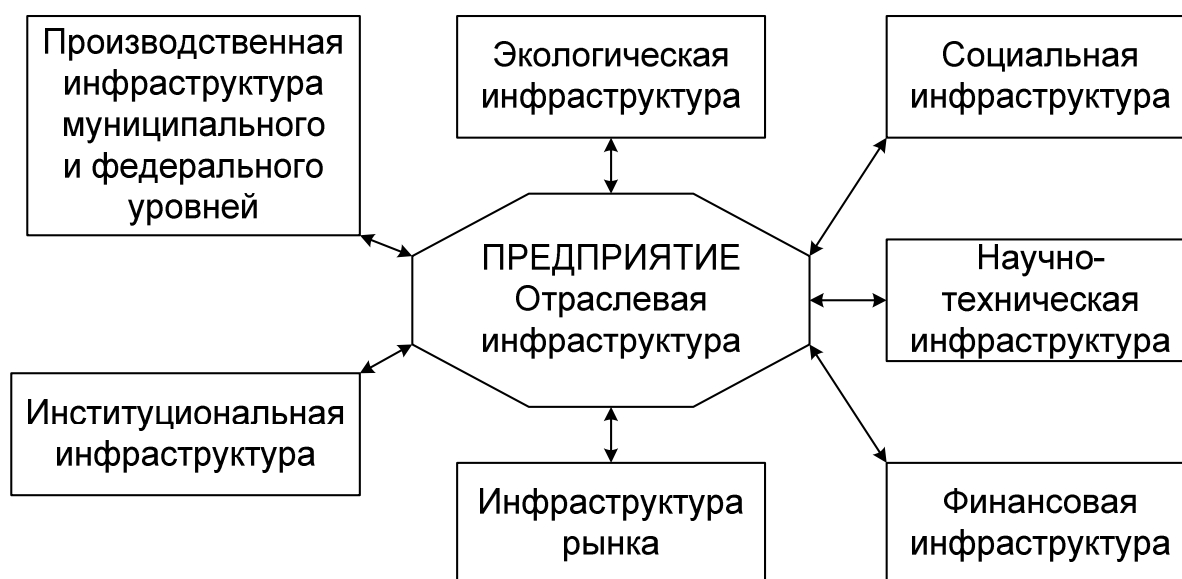 Производственная
инфраструктура
муниципального
и федерального
уровней
Экологическая
инфраструктура
Социальная
инфраструктура
ПРЕДПРИЯТИЕ
Отраслевая
инфраструктура
Научно-
техническая
инфраструктура
Институциональная
инфраструктура
Инфраструктура
рынка
Финансовая
инфраструктура